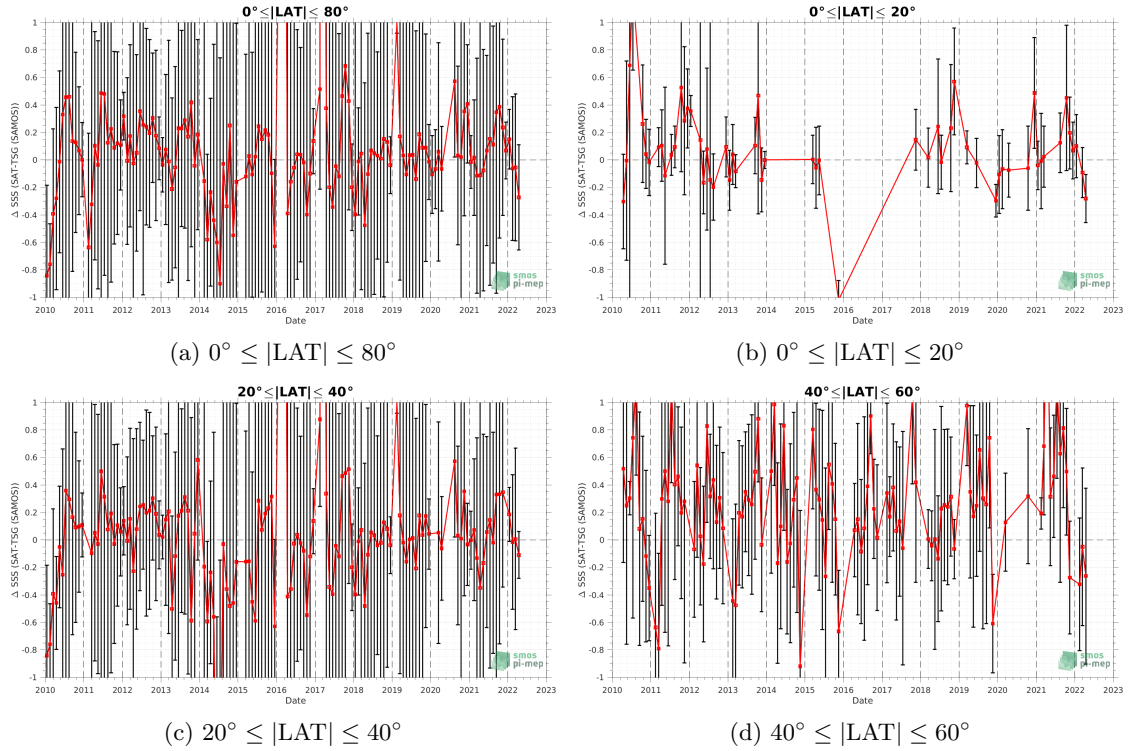 0°≤|LAT|≤ 80°
Δ SSS (SAT-TSG (SAMOS))
1
0.8
0.6
0.4
0.2
0
-0.2
-0.4
-0.6
-0.8
-1
smos
pi-mep
2010 2011 2012 2013 2014 2015 2016 2017 2018 2019 2020 2021 2022 2023
Date
(a) 0° ≤ |LAT| ≤ 80°
0°≤|LAT|≤ 20°
Δ SSS (SAT-TSG (SAMOS))
1
0.8
0.6
0.4
0.2
0
-0.2
-0.4
-0.6
-0.8
-1
smos
pi-mep
2010 2011 2012 2013 2014 2015 2016 2017 2018 2019 2020 2021 2022 2023
Date
(b) 0° ≤ |LAT| ≤ 20°
20°≤|LAT|≤ 40°
Δ SSS (SAT-TSG (SAMOS))
1
0.8
0.6
0.4
0.2
0
-0.2
-0.4
-0.6
-0.8
-1
smos
pi-mep
2010 2011 2012 2013 2014 2015 2016 2017 2018 2019 2020 2021 2022 2023
Date
(c) 20° ≤ |LAT| ≤ 40°
40°≤|LAT|≤ 60°
Δ SSS (SAT-TSG (SAMOS))
1
0.8
0.6
0.4
0.2
0
-0.2
-0.4
-0.6
-0.8
-1
smos
pi-mep
2010 2011 2012 2013 2014 2015 2016 2017 2018 2019 2020 2021 2022 2023
Date
(d) 40° ≤ |LAT| ≤ 60°